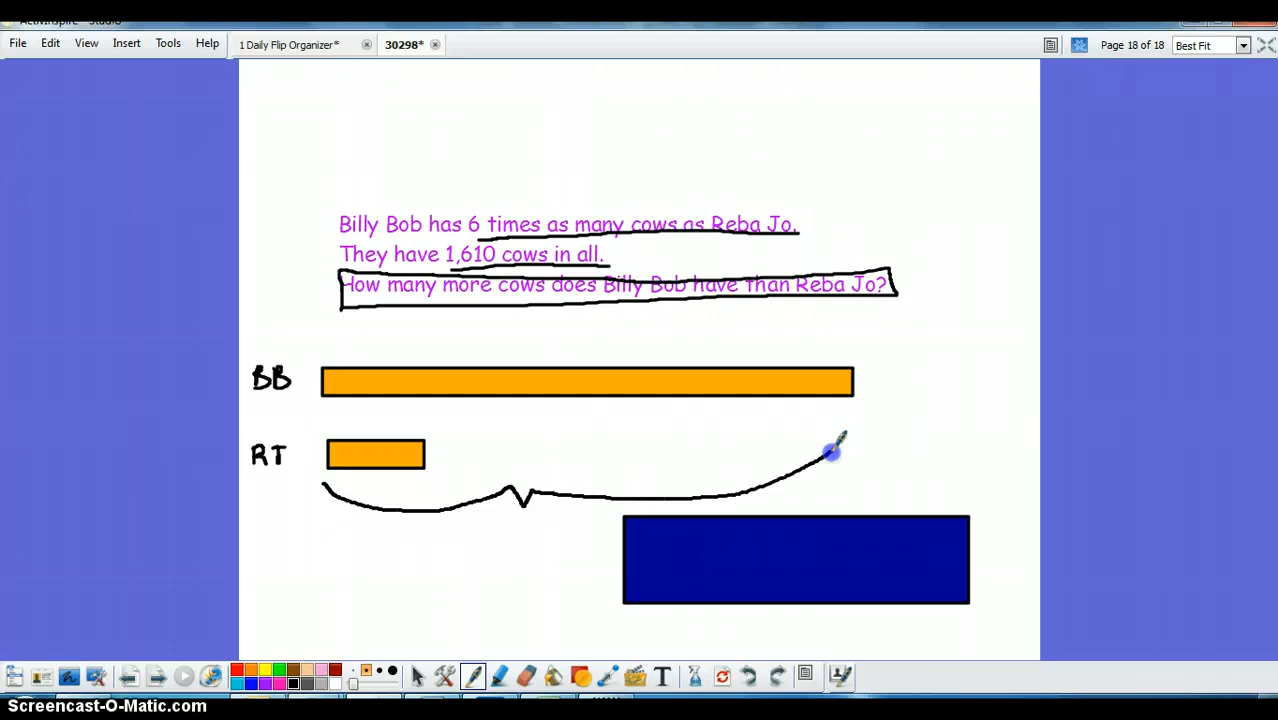 File Edit View Insert Tools Help 1 Daily Flip Organizer* 30298* Page 18 of 18 Best Fit
Billy Bob has 6 times as many cows as Reba Jo.
They have 1,610 cows in all.
How many more cows does Billy Bob have than Reba Jo?
BB
RT
T
Screencast-O-Matic.com